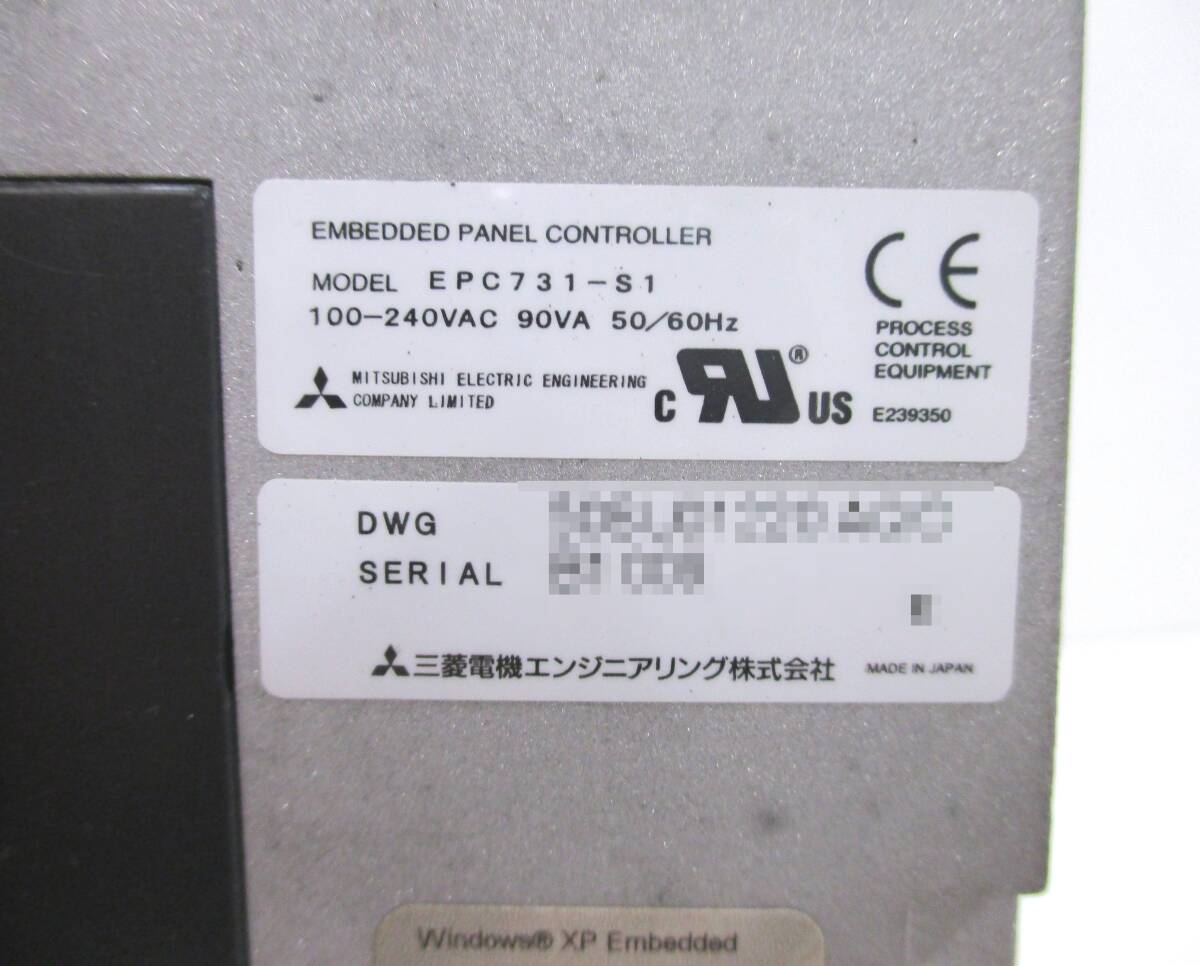 EMBEDDED PANEL CONTROLLER
MODEL EPC731-S1
100-240VAC 90VA 50/60Hz
MITSUBISHI ELECTRIC ENGINEERING
COMPANY LIMITED
CE
PROCESS
CONTROL
EQUIPMENT
C RU® US
E239350
DWG
SERIAL
三菱電機エンジニアリング株式会社
MADE IN JAPAN
Windows® XP Embedded